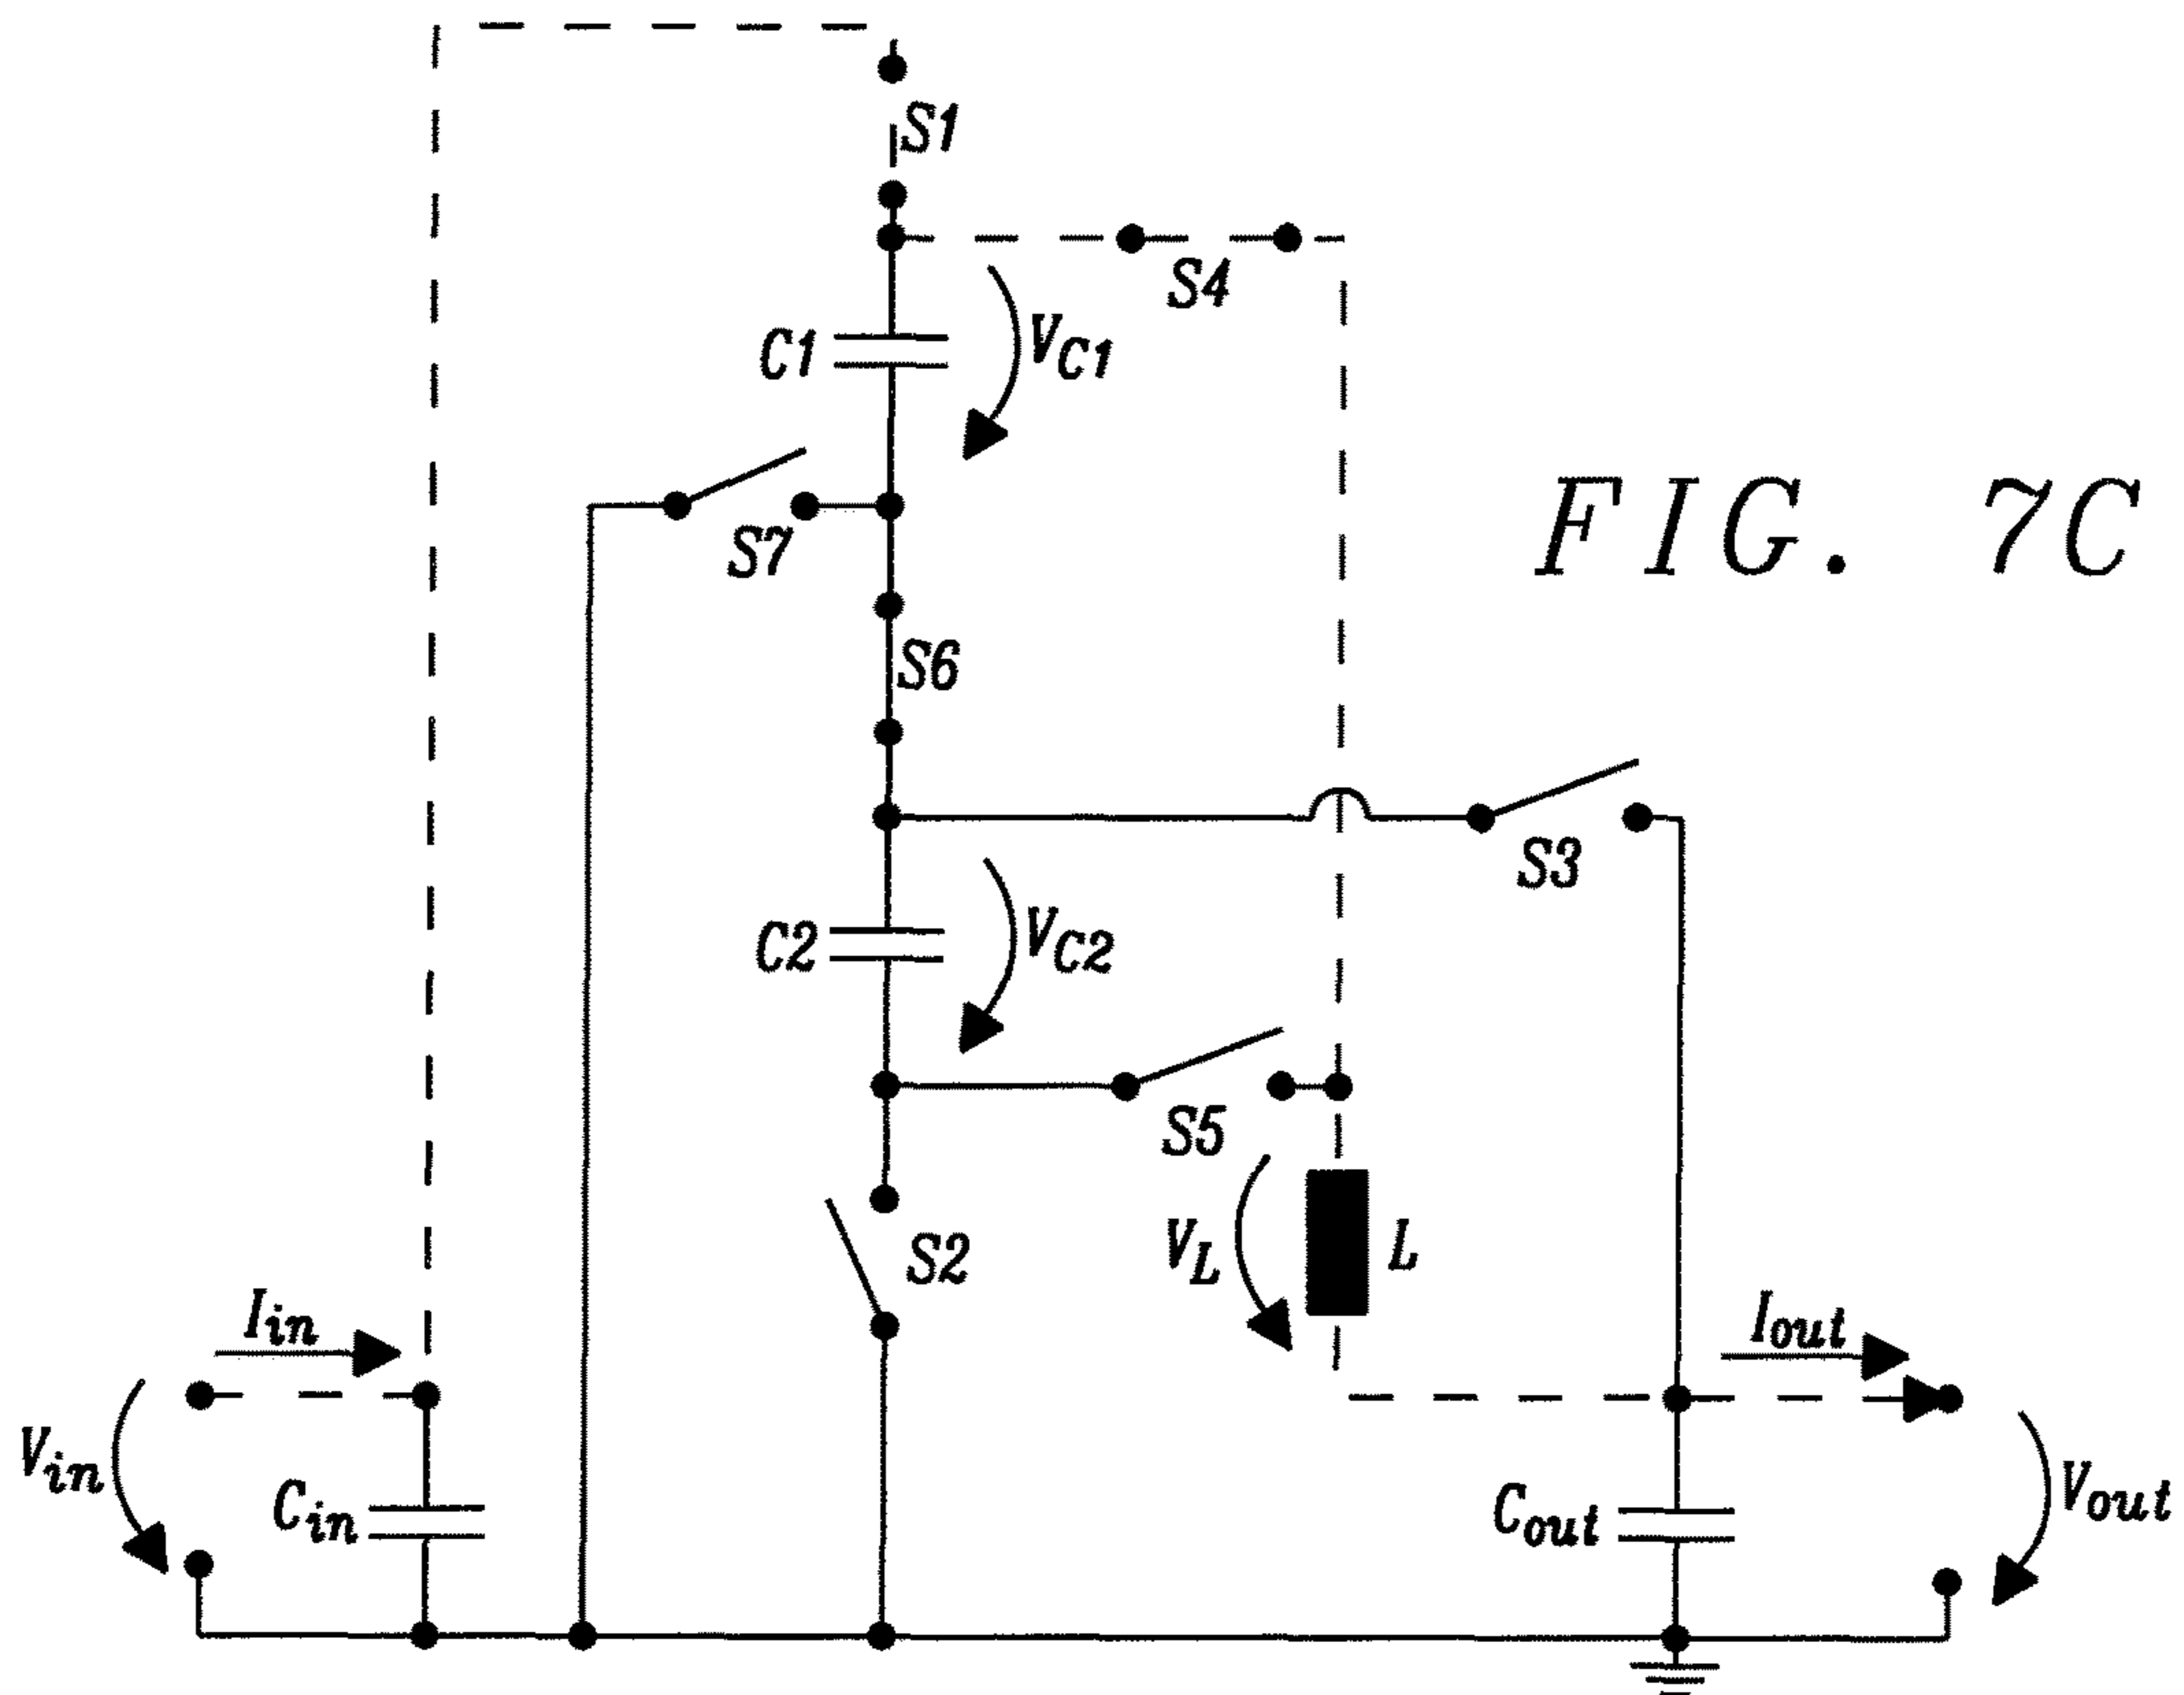 S1
S4
C1
VC1
FIG. 7C
S7
S6
S3
C2
VC2
S5
S2
VL
L
Iin
Iout
Vin
Cin
Cout
Vout